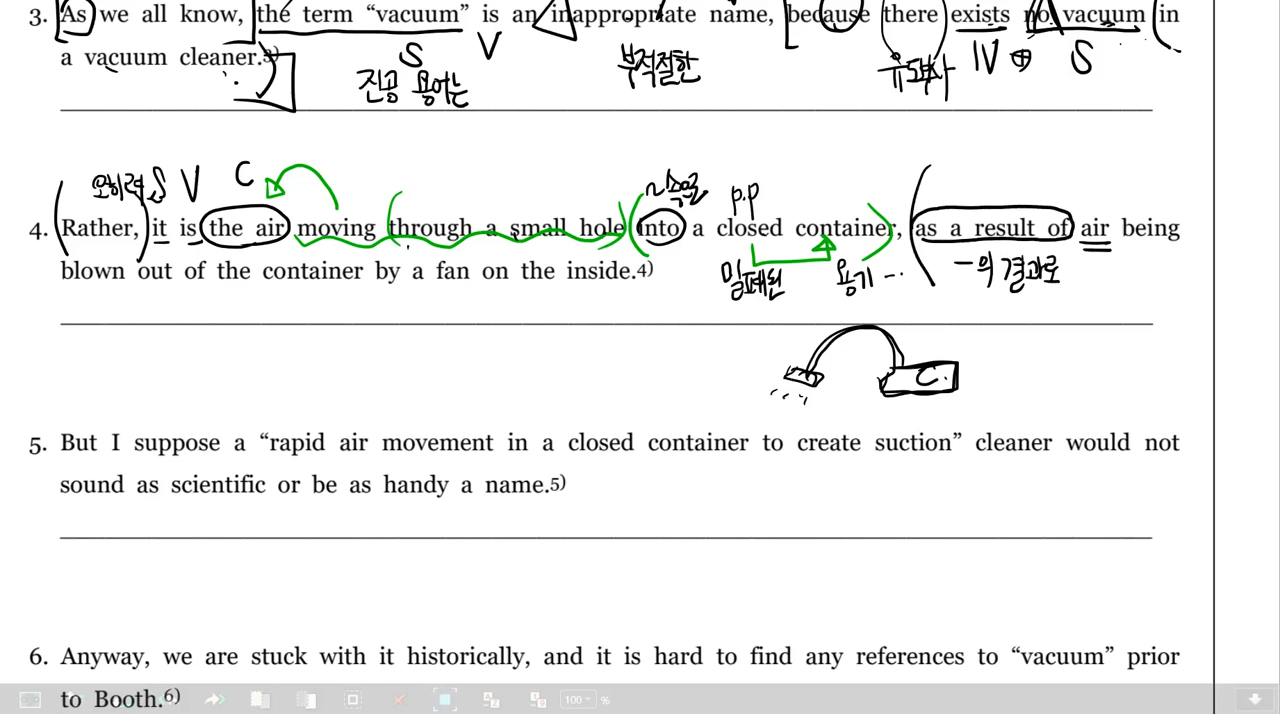 3. As we all know, the term “vacuum” is an inappropriate name, because there exists no vacuum in
a vacuum cleaner.3)
S V 부적절한 유도부사 IV S
진공 용어는
오히려 S V C ~속으로 p.p
4. Rather, it is the air moving through a small hole into a closed container, as a result of air being
blown out of the container by a fan on the inside.4)
밀폐된 용기 -의 결과로
C.
5. But I suppose a “rapid air movement in a closed container to create suction” cleaner would not
sound as scientific or be as handy a name.5)
6. Anyway, we are stuck with it historically, and it is hard to find any references to “vacuum” prior
to Booth.6)
100 %